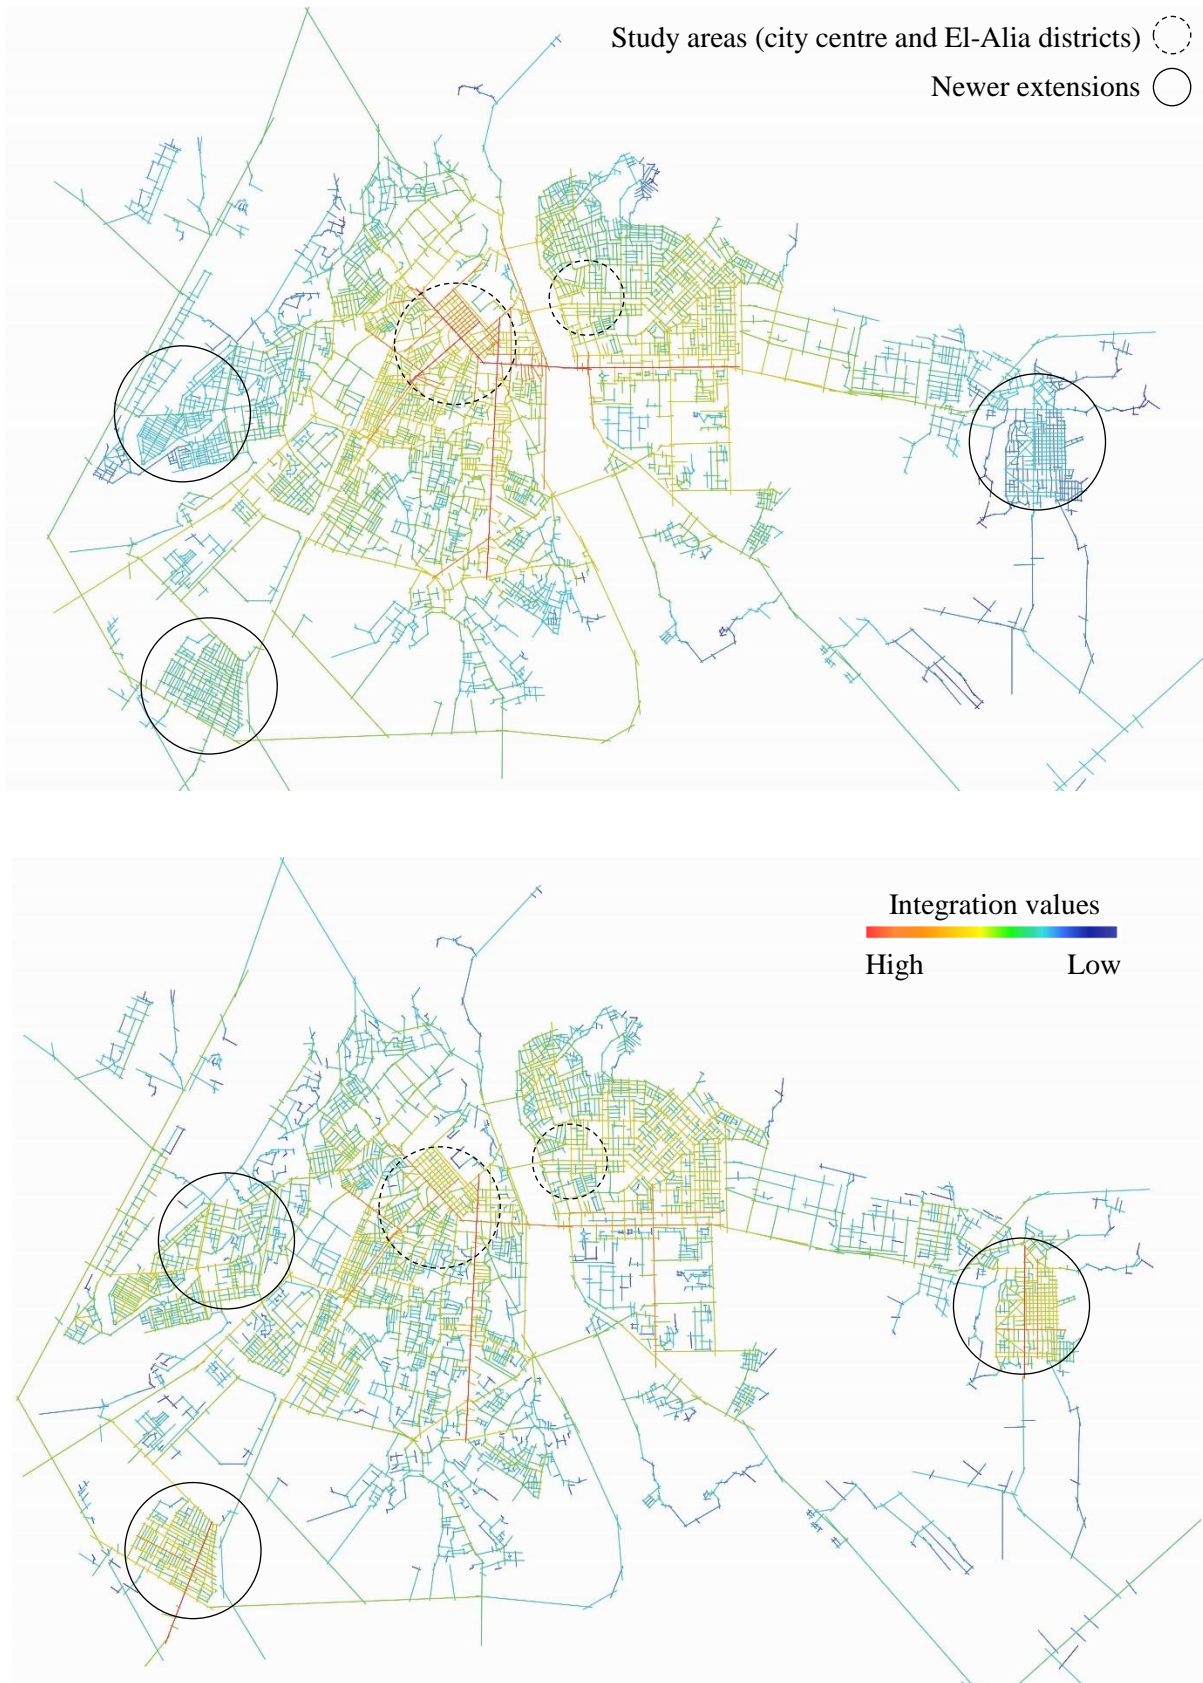 Study areas (city centre and El-Alia districts)
Newer extensions
Integration values
High Low